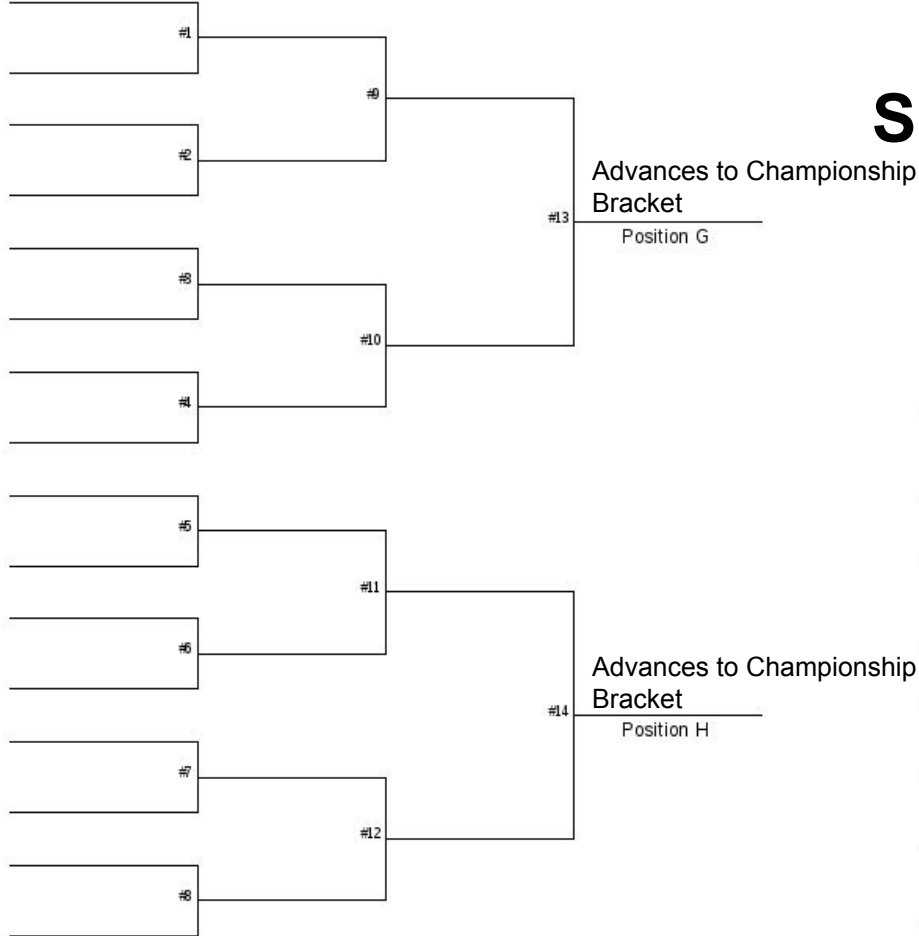 #1
#9
S
#2
Advances to Championship
Bracket
#13
Position G
#3
#10
#4
#5
#11
#6
Advances to Championship
Bracket
#14
Position H
#7
#12
#8